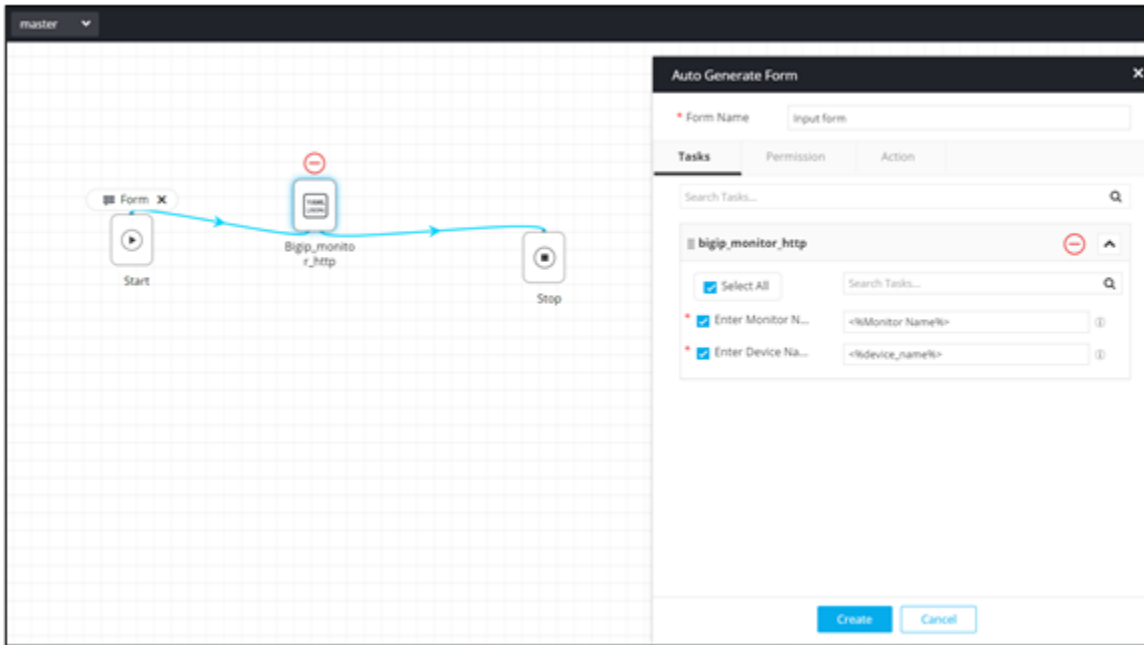 master
Auto Generate Form
* Form Name
Input form
Tasks
Permission
Action
Search Tasks...
Form
bigip_monitor_http
Bigip_monito
r_http
Start
Stop
Select All
Search Tasks...
* Enter Monitor N...
<%Monitor Name%>
* Enter Device Na...
<%device_name%>
Create
Cancel